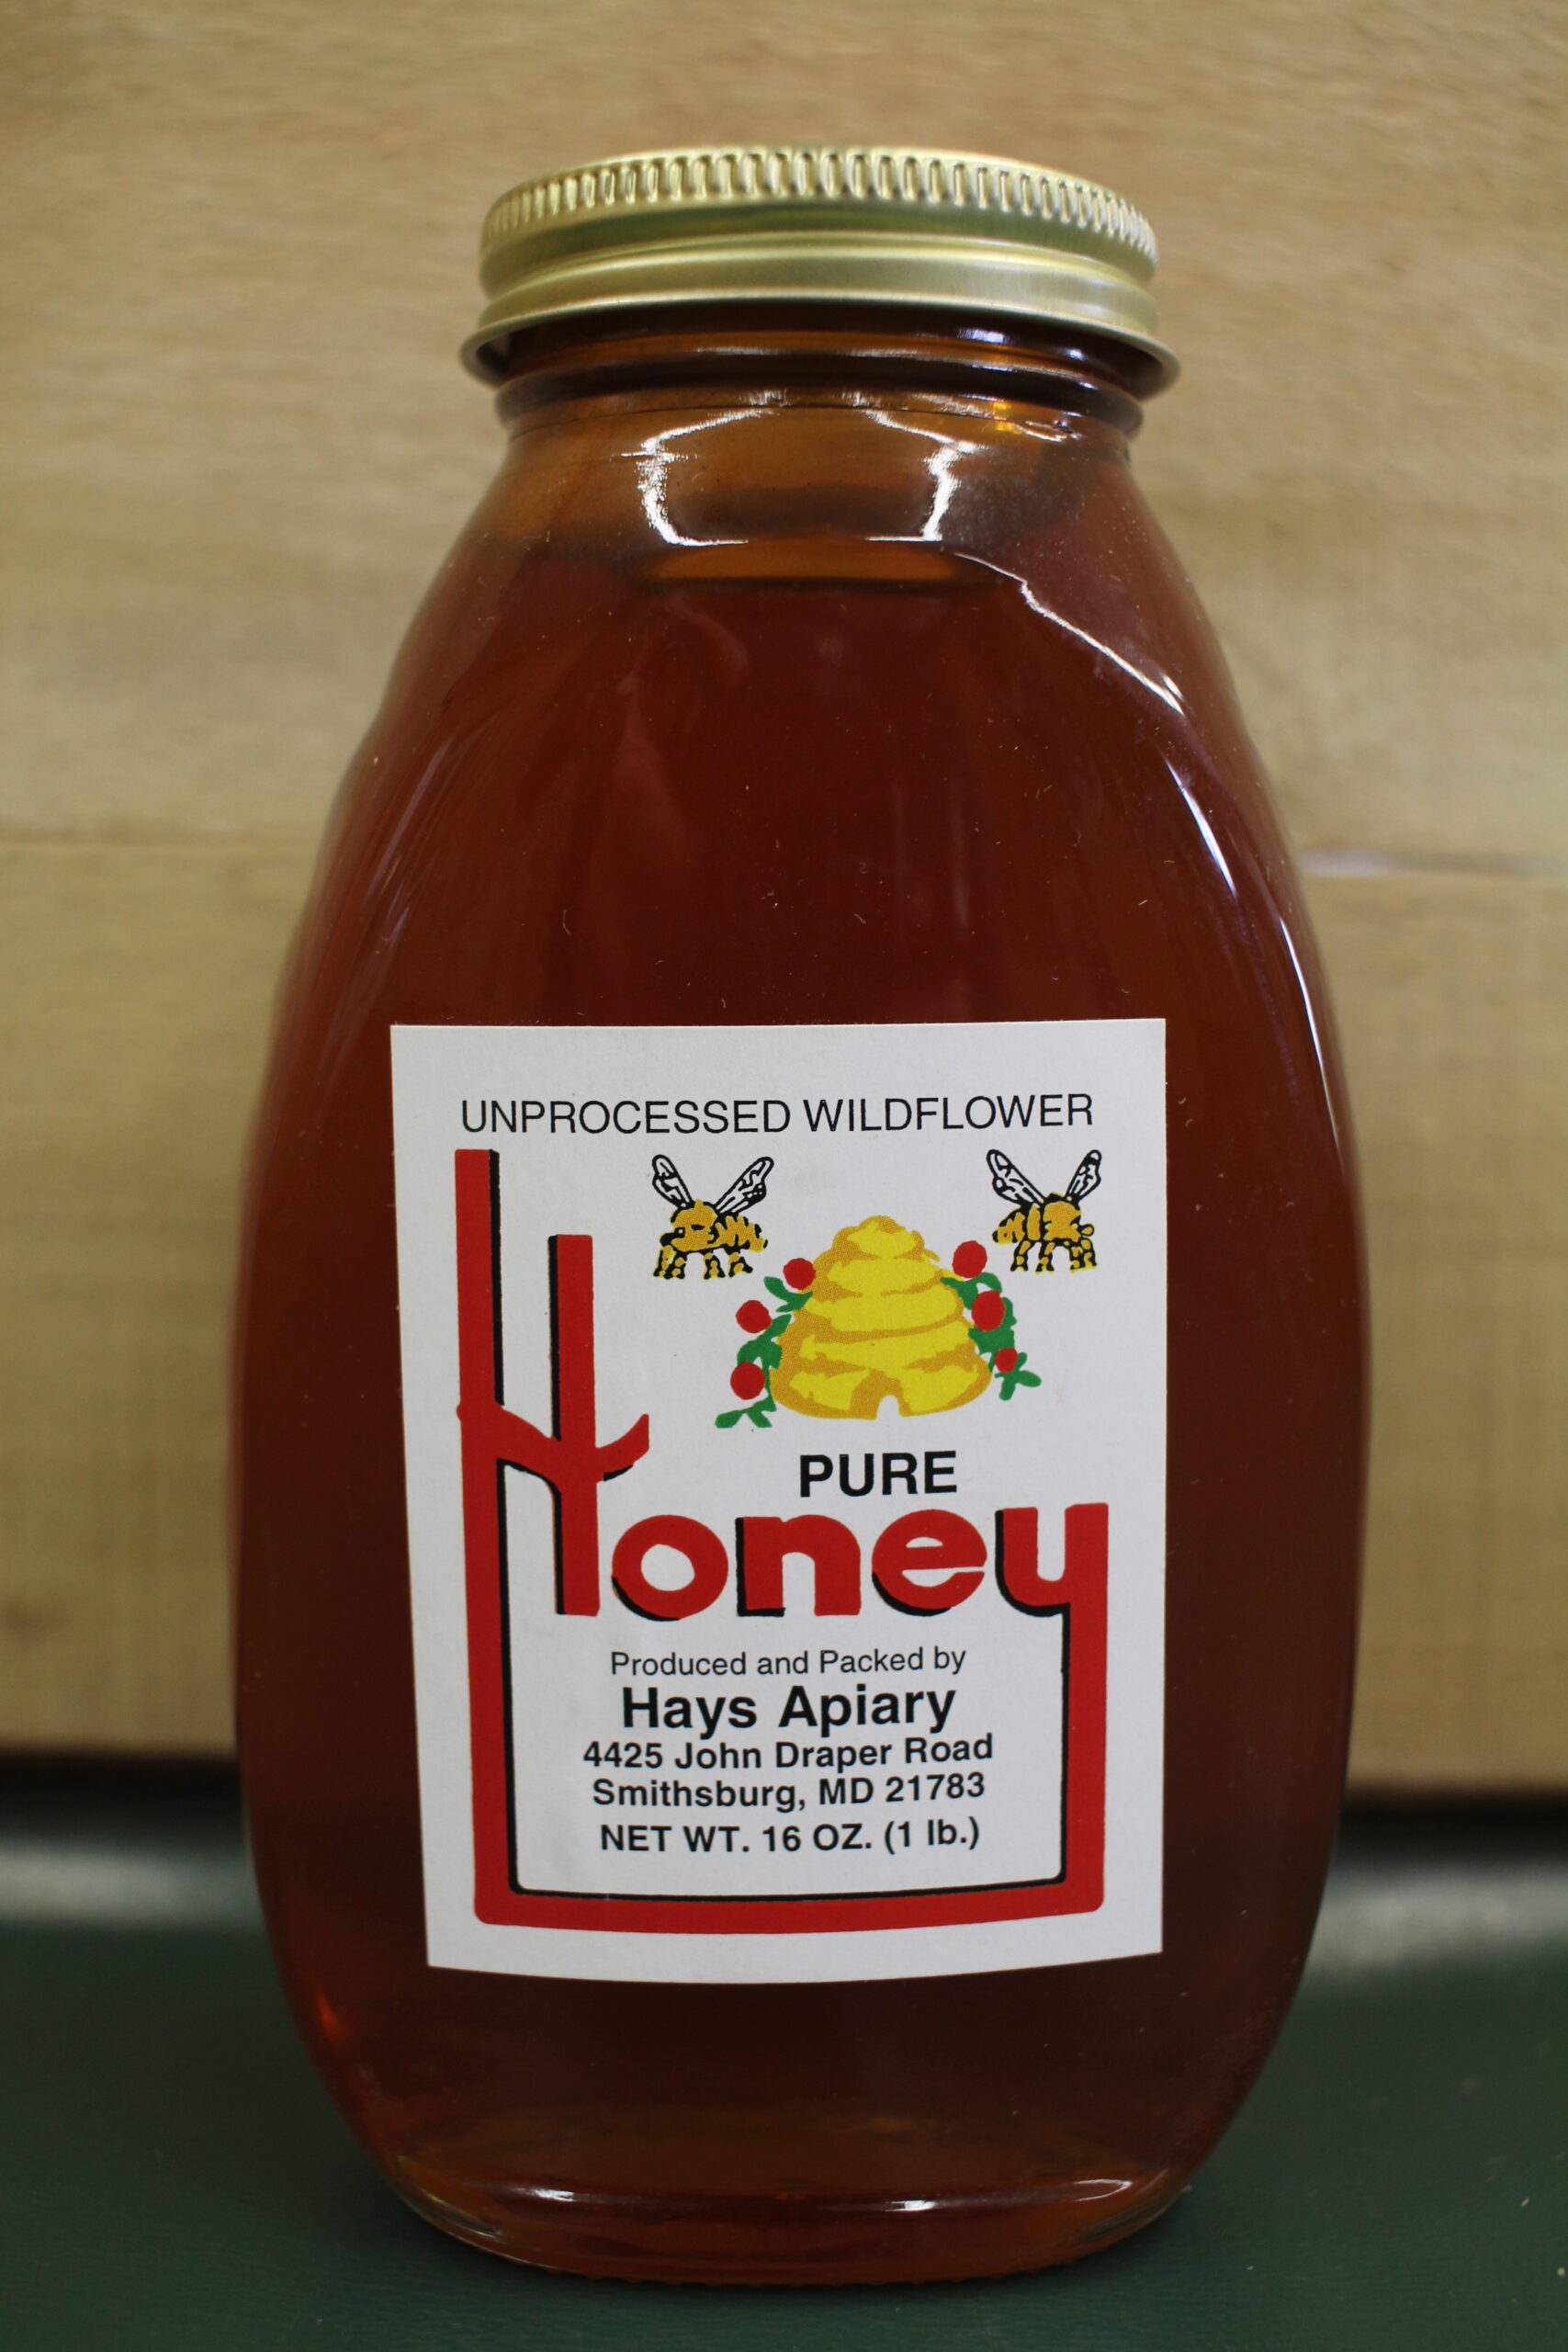 UNPROCESSED WILDFLOWER
PURE
Honey
Produced and Packed by
Hays Apiary
4425 John Draper Road
Smithsburg, MD 21783
NET WT. 16 OZ. (1 lb.)